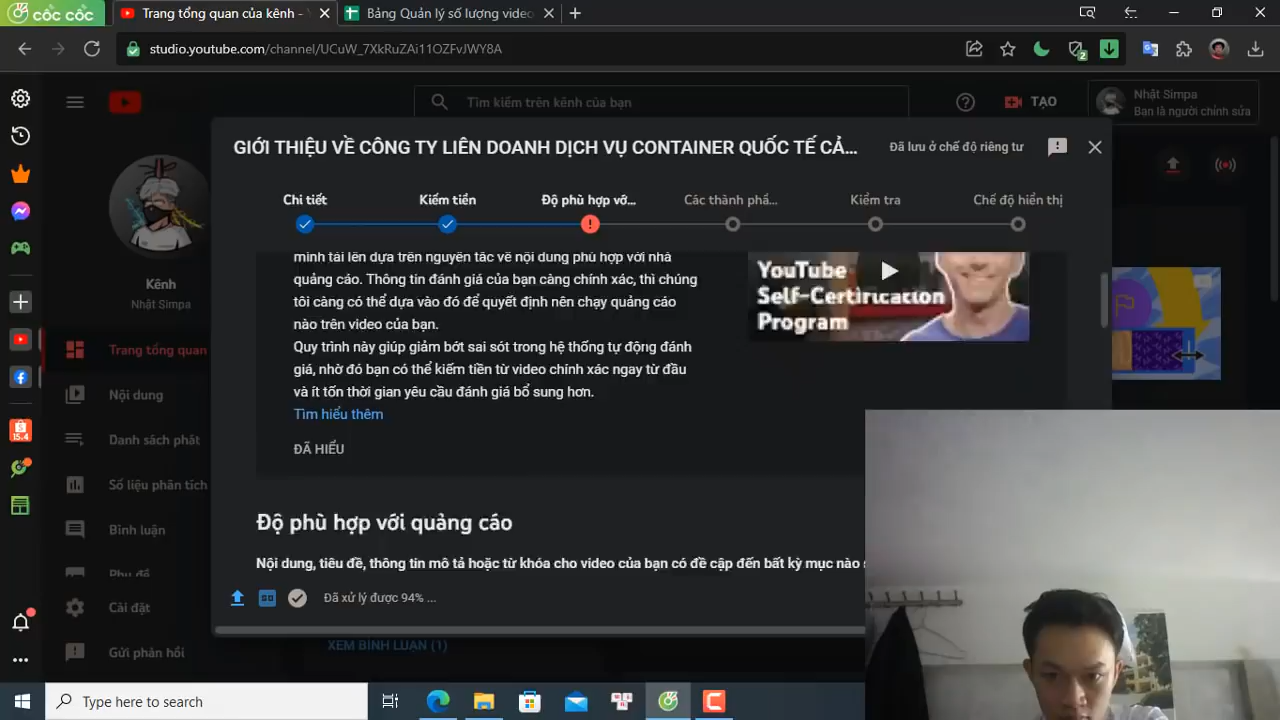 cốc cốc
Trang tổng quan của kênh - Y
Bảng Quản lý số lượng video
studio.youtube.com/channel/UCuW_7XkRuZAi11OZFvJWY8A
2
Tìm kiếm trên kênh của bạn
TẠO
Nhật Simpa
Bạn là người chỉnh sửa
GIỚI THIỆU VỀ CÔNG TY LIÊN DOANH DỊCH VỤ CONTAINER QUỐC TẾ CẢ...
Đã lưu ở chế độ riêng tư
Chi tiết
Kiếm tiền
Độ phù hợp vớ...
Các thành phầ...
Kiểm tra
Chế độ hiển thị
Kênh
Nhật Simpa
Trang tổng quan
Nội dung
Danh sách phát
Số liệu phân tích
Bình luận
Phụ đề
Cài đặt
Gửi phản hồi
15.4
mình tải lên dựa trên nguyên tắc về nội dung phù hợp với nhà
quảng cáo. Thông tin đánh giá của bạn càng chính xác, thì chúng
tôi càng có thể dựa vào đó để quyết định nên chạy quảng cáo
nào trên video của bạn.
Quy trình này giúp giảm bớt sai sót trong hệ thống tự động đánh
giá, nhờ đó bạn có thể kiếm tiền từ video chính xác ngay từ đầu
và ít tốn thời gian yêu cầu đánh giá bổ sung hơn.
Tìm hiểu thêm
ĐÃ HIỂU
YouTube
Self-Certification
Program
Độ phù hợp với quảng cáo
Nội dung, tiêu đề, thông tin mô tả hoặc từ khóa cho video của bạn có đề cập đến bất kỳ mục nào s
SD
Đã xử lý được 94% ...
XEM BÌNH LUẬN (1)
Type here to search